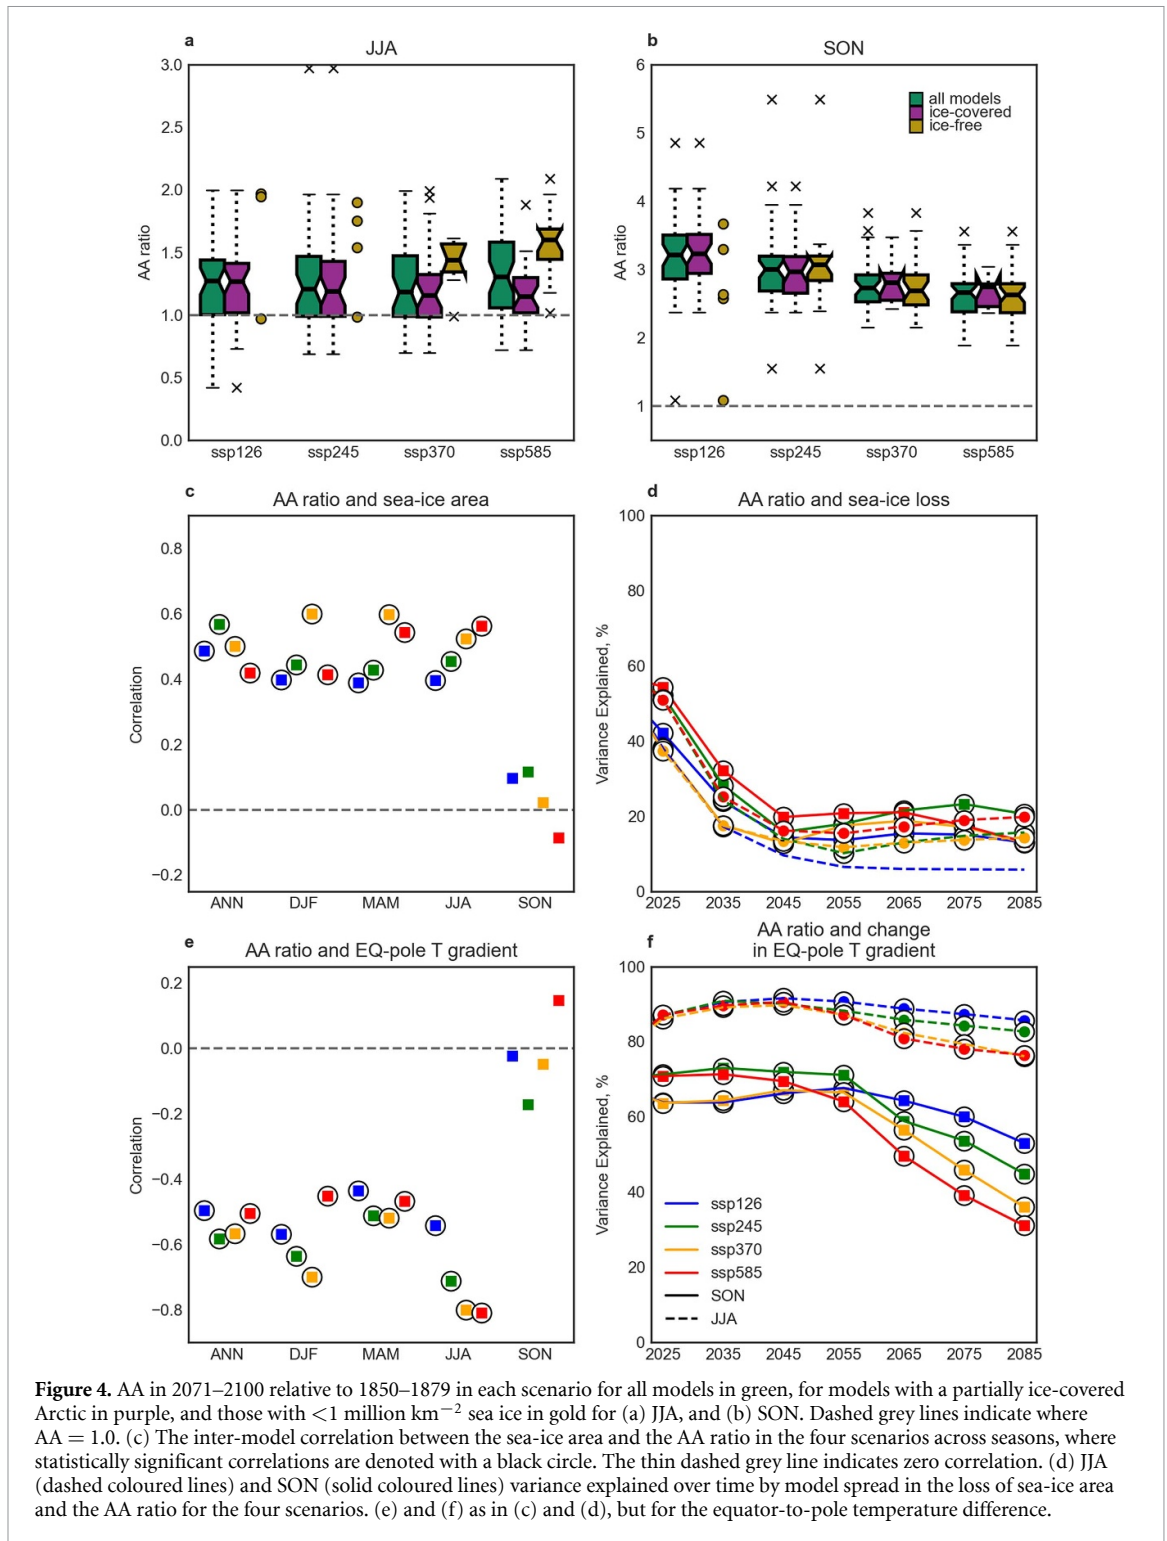 a
JJA
3.0
2.5
2.0
1.5
1.0
0.5
0.0
AA ratio
ssp126 ssp245 ssp370 ssp585
b
SON
6
5
4
3
2
1
AA ratio
all models
ice-covered
ice-free
ssp126 ssp245 ssp370 ssp585
c
AA ratio and sea-ice area
0.8
0.6
0.4
0.2
0.0
−0.2
Correlation
ANN DJF MAM JJA SON
d
AA ratio and sea-ice loss
100
80
60
40
20
0
Variance Explained, %
2025 2035 2045 2055 2065 2075 2085
e
AA ratio and EQ-pole T gradient
0.2
0.0
−0.2
−0.4
−0.6
−0.8
Correlation
ANN DJF MAM JJA SON
f
AA ratio and change
in EQ-pole T gradient
100
80
60
40
20
0
Variance Explained, %
ssp126
ssp245
ssp370
ssp585
SON
JJA
2025 2035 2045 2055 2065 2075 2085
Figure 4. AA in 2071–2100 relative to 1850–1879 in each scenario for all models in green, for models with a partially ice-covered
Arctic in purple, and those with <1 million km−2 sea ice in gold for (a) JJA, and (b) SON. Dashed grey lines indicate where
AA = 1.0. (c) The inter-model correlation between the sea-ice area and the AA ratio in the four scenarios across seasons, where
statistically significant correlations are denoted with a black circle. The thin dashed grey line indicates zero correlation. (d) JJA
(dashed coloured lines) and SON (solid coloured lines) variance explained over time by model spread in the loss of sea-ice area
and the AA ratio for the four scenarios. (e) and (f) as in (c) and (d), but for the equator-to-pole temperature difference.